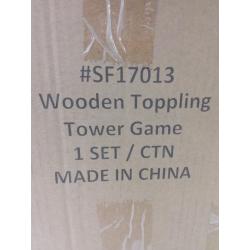 #SF17013
Wooden Toppling
Tower Game
1 SET / CTN
MADE IN CHINA